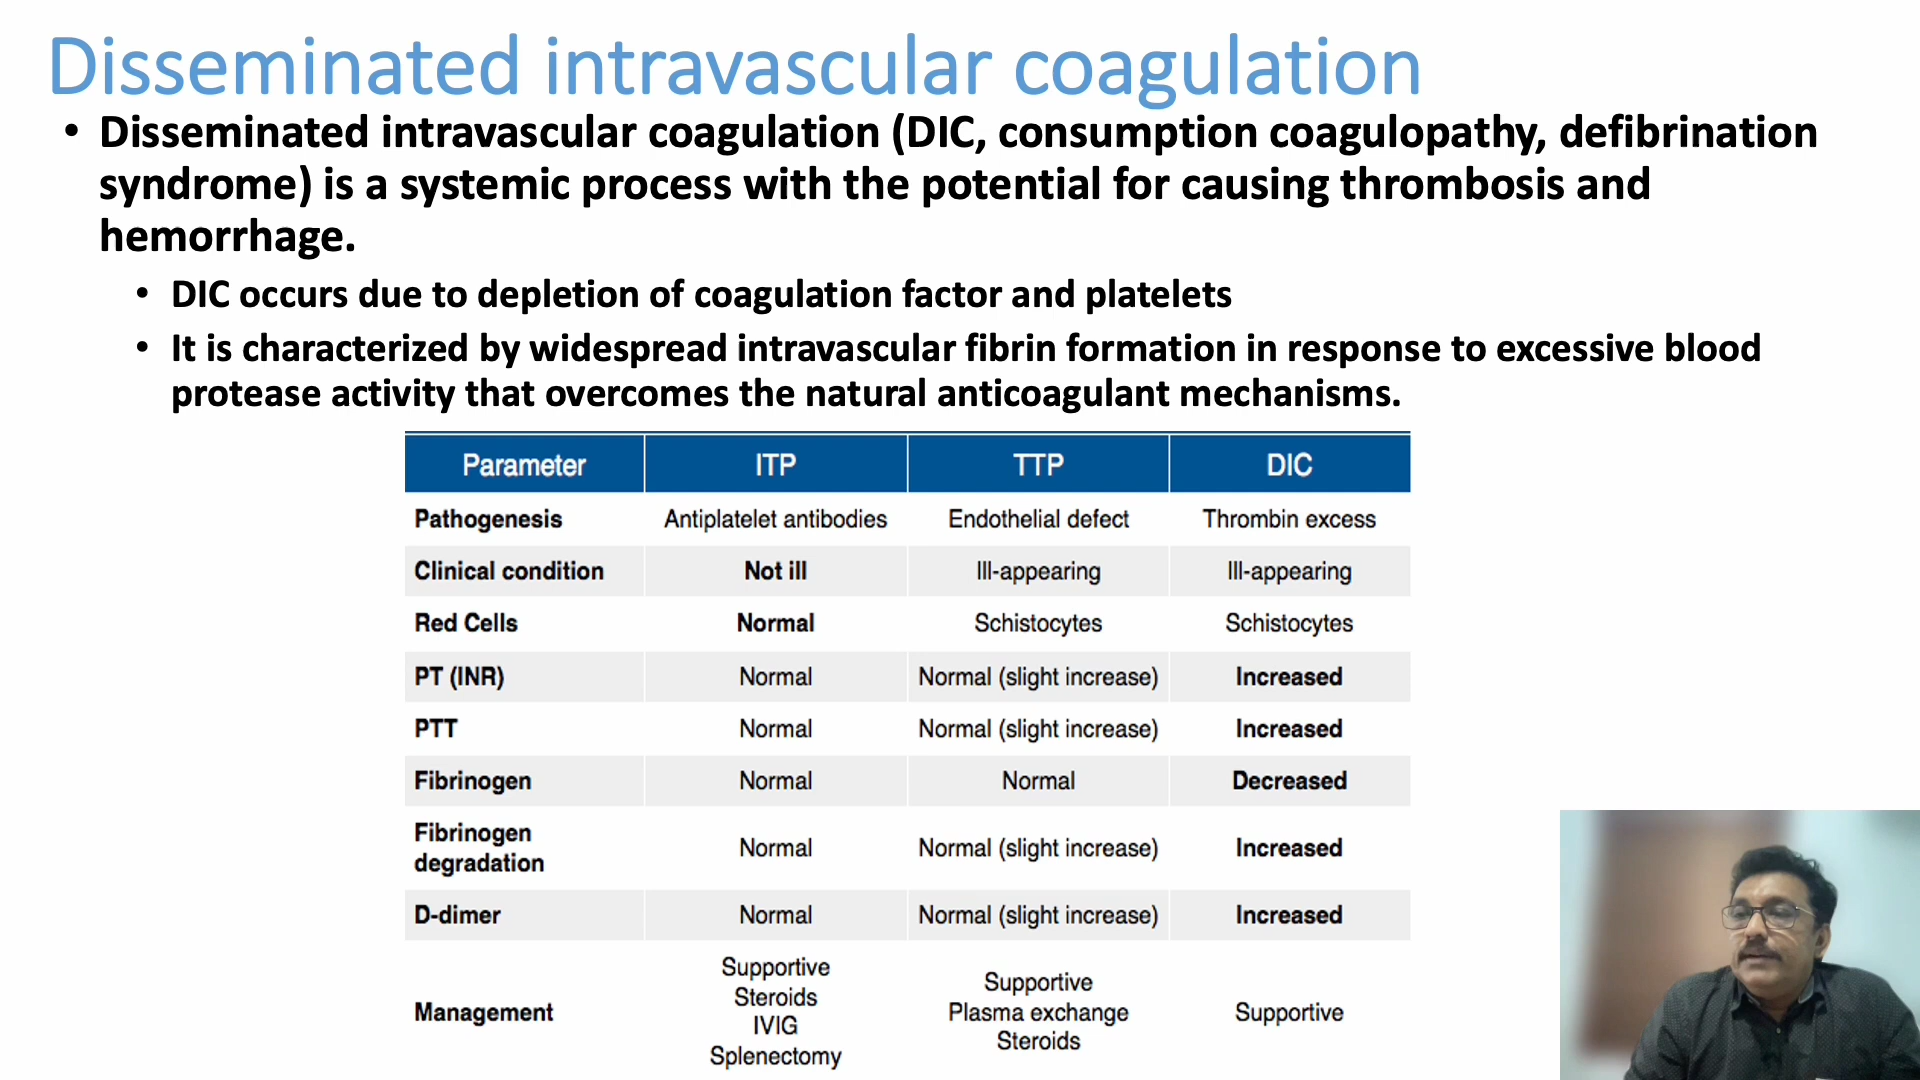 Disseminated intravascular coagulation
• Disseminated intravascular coagulation (DIC, consumption coagulopathy, defibrination
syndrome) is a systemic process with the potential for causing thrombosis and
hemorrhage.
• DIC occurs due to depletion of coagulation factor and platelets
• It is characterized by widespread intravascular fibrin formation in response to excessive blood
protease activity that overcomes the natural anticoagulant mechanisms.
Parameter ITP TTP DIC
Pathogenesis Antiplatelet antibodies Endothelial defect Thrombin excess
Clinical condition Not ill Ill-appearing Ill-appearing
Red Cells Normal Schistocytes Schistocytes
PT (INR) Normal Normal (slight increase) Increased
PTT Normal Normal (slight increase) Increased
Fibrinogen Normal Normal Decreased
Fibrinogen
degradation Normal Normal (slight increase) Increased
D-dimer Normal Normal (slight increase) Increased
Management
Supportive
Steroids
IVIG
Splenectomy
Supportive
Plasma exchange
Steroids
Supportive